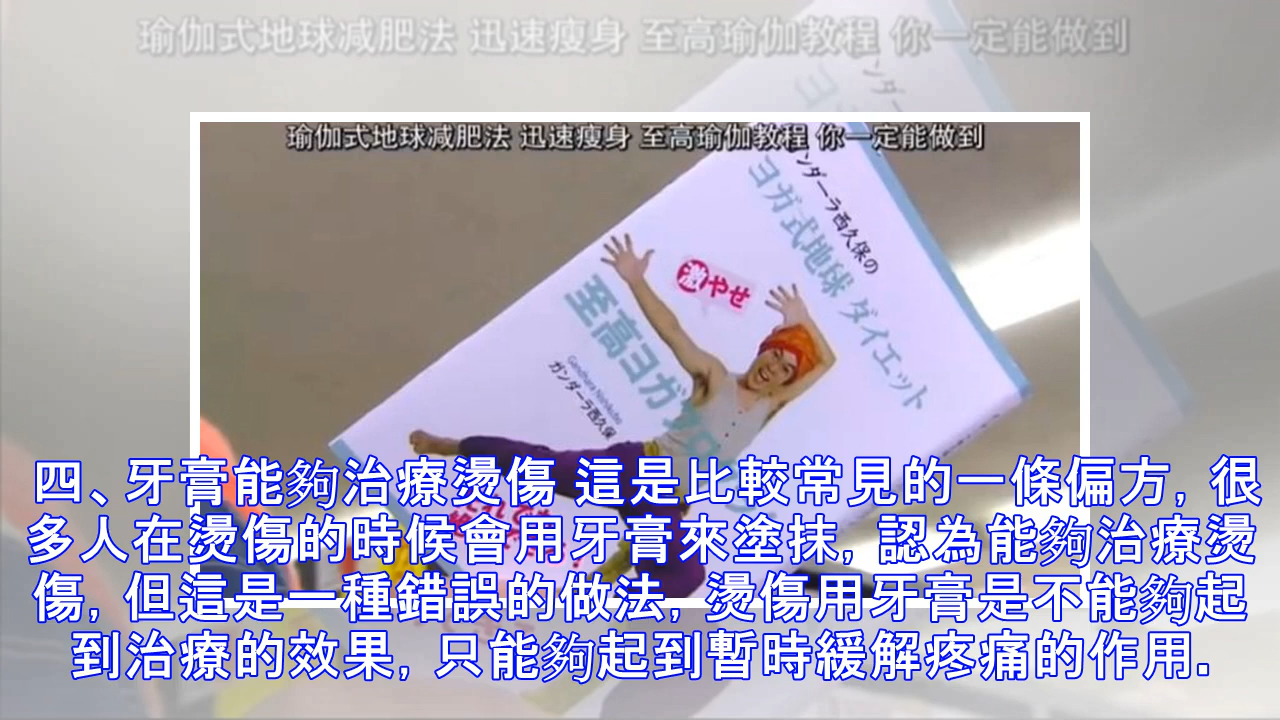 瑜伽式地球减肥法 迅速瘦身 至高瑜伽教程 你一定能做到
瑜伽式地球减肥法 迅速瘦身 至高瑜伽教程 你一定能做到
ンダーラ西久保の
ヨガ式地球 ダイエット
激やせ
至高ヨガ
Gandhara Nishikubo
ガンダーラ西久保
四、牙膏能夠治療燙傷 這是比較常見的一條偏方, 很
多人在燙傷的時候會用牙膏來塗抹, 認為能夠治療燙
傷, 但這是一種錯誤的做法, 燙傷用牙膏是不能夠起
到治療的效果, 只能夠起到暫時緩解疼痛的作用.